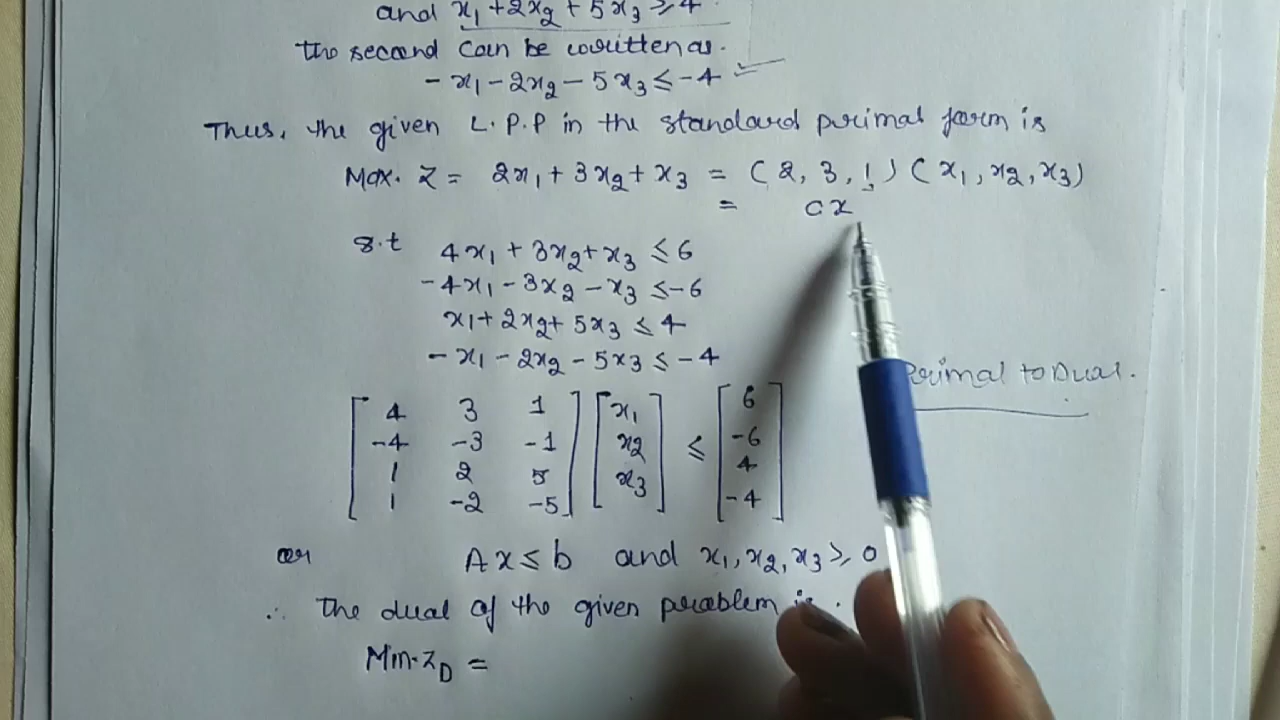 and x₁ + 2x₂ + 5x₃ ≥ 4.
the second can be written as.
- x₁ - 2x₂ - 5x₃ ≤ -4
Thus, the given L.P.P in the standard primal form is
Max. Z = 2x₁ + 3x₂ + x₃ = (2, 3, 1) (x₁, x₂, x₃)
= cx
s.t 4x₁ + 3x₂ + x₃ ≤ 6
-4x₁ - 3x₂ - x₃ ≤ -6
x₁ + 2x₂ + 5x₃ ≤ 4
- x₁ - 2x₂ - 5x₃ ≤ -4
Primal to Dual.
[ 4 3 1 ] [ x₁ ] [ 6 ]
[ -4 -3 -1 ] [ x₂ ] ≤ [ -6 ]
[ 1 2 5 ] [ x₃ ] [ 4 ]
[ 1 -2 -5 ] [ -4 ]
or Ax ≤ b and x₁, x₂, x₃ ≥ 0
∴ The dual of the given problem is.
Min. Z_D =